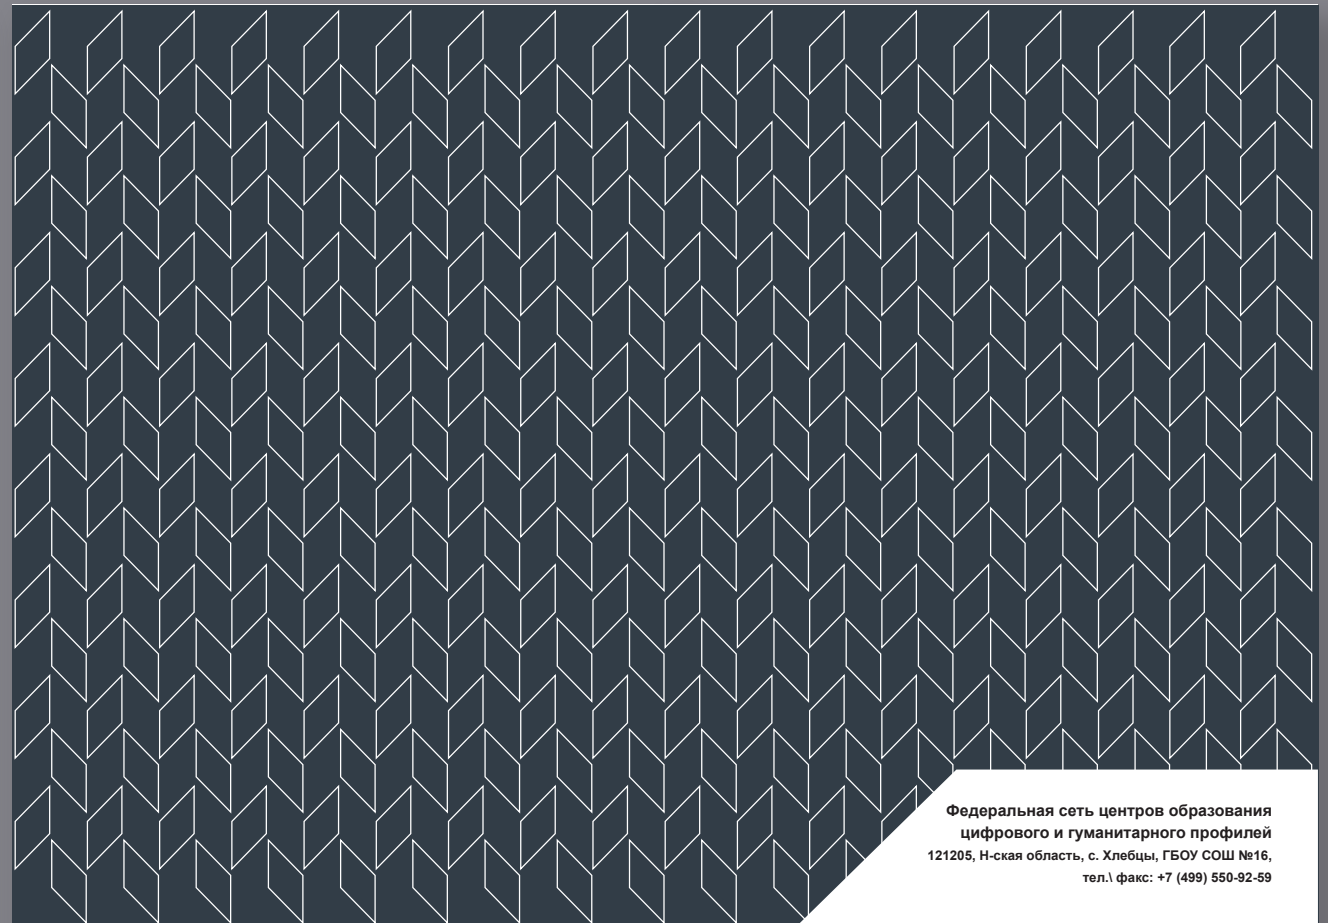 Федеральная сеть центров образования
цифрового и гуманитарного профилей
121205, Н-ская область, с. Хлебцы, ГБОУ СОШ №16,
тел.\ факс: +7 (499) 550-92-59